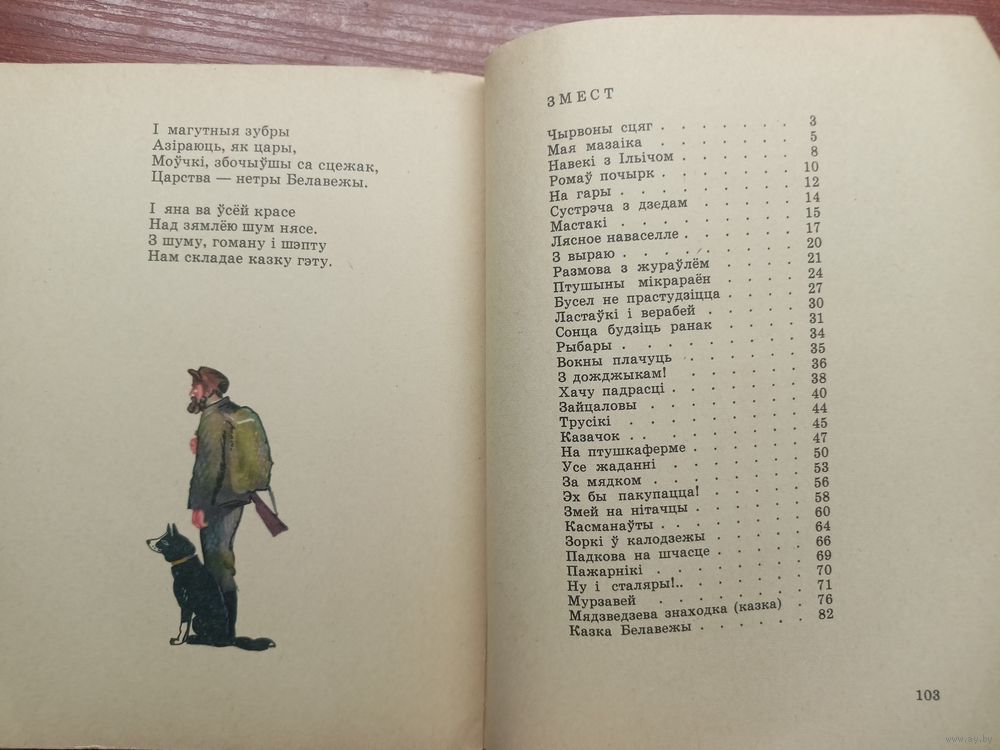 І магутныя зубры
Азіраюць, як цары,
Моўчкі, збочыўшы са сцежак,
Царства — нетры Белавежы.
І яна ва ўсёй красе
Над зямлёю шум нясе.
З шуму, гоману і шэпту
Нам складае казку гэту.
ЗМЕСТ
Чырвоны сцяг . . . . . . . 3
Мая мазаіка . . . . . . . 5
Навекі з Ільічом . . . . . . 8
Ромаў почырк . . . . . . . 10
На гары . . . . . . . . 12
Сустрэча з дзедам . . . . . 14
Мастакі . . . . . . . . 15
Лясное наваселле . . . . . 17
З выраю . . . . . . . . 20
Размова з жураўлём . . . . 21
Птушыны мікрараён . . . . 24
Бусел не прастудзіцца . . . . 27
Ластаўкі і верабей . . . . . 30
Сонца будзіць ранак . . . . 31
Рыбары . . . . . . . . 34
Вокны плачуць . . . . . . 35
З дожджыкам! . . . . . . 36
Хачу падрасці . . . . . . 38
Зайцаловы . . . . . . . 40
Трусікі . . . . . . . . 44
Казачок . . . . . . . . 45
На птушкаферме . . . . . 47
Усе жаданні . . . . . . 50
За мядком . . . . . . . 53
Эх бы пакупацца! . . . . . 56
Змей на нітачцы . . . . . 58
Касманаўты . . . . . . . 60
Зоркі ў калодзежы . . . . . 64
Падкова на шчасце . . . . . 66
Пажарнікі . . . . . . . 69
Ну і сталяры!.. . . . . . . 70
Мурзавей . . . . . . . 71
Мядзведзева знаходка (казка) . 76
Казка Белавежы . . . . . 82
103
www.ay.by